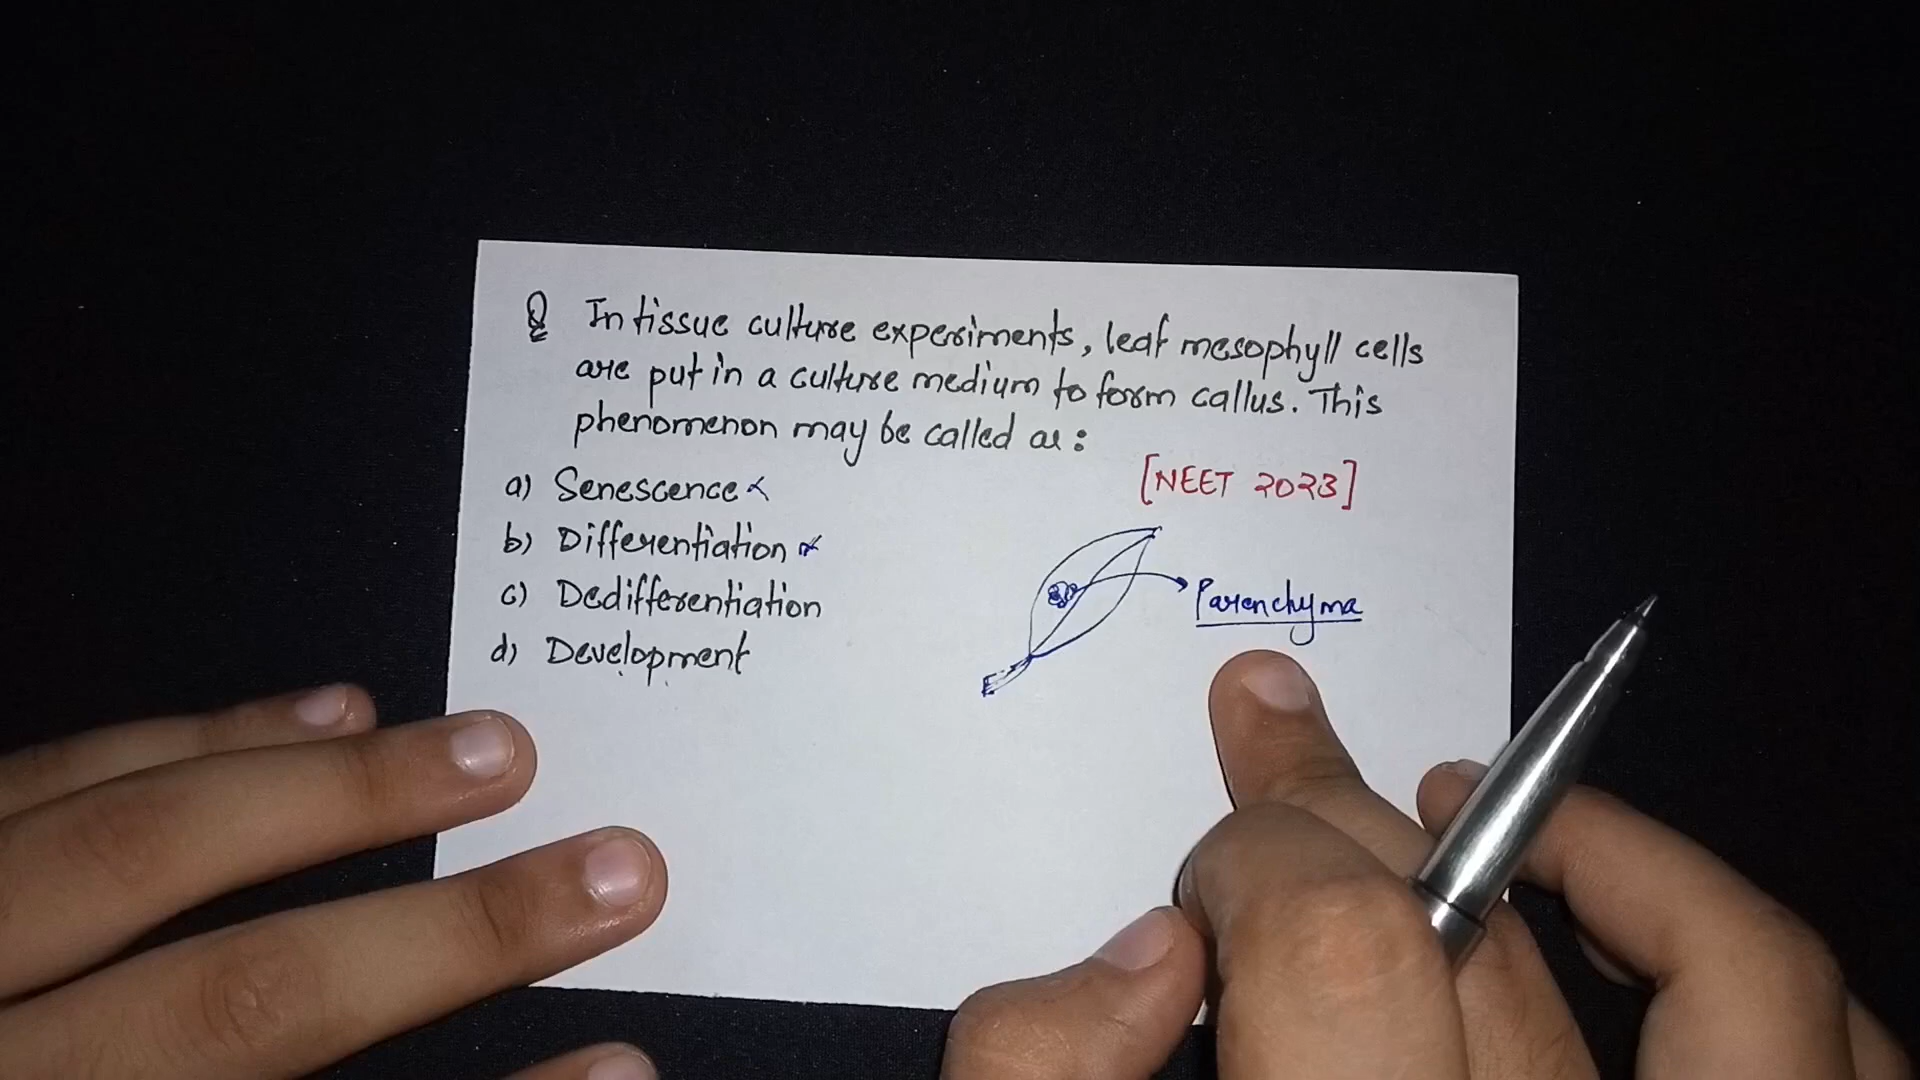 Q In tissue culture experiments, leaf mesophyll cells
are put in a culture medium to form callus. This
phenomenon may be called as:
[NEET 2023]
a) Senescence x
b) Differentiation x
c) Dedifferentiation
d) Development
Parenchyma